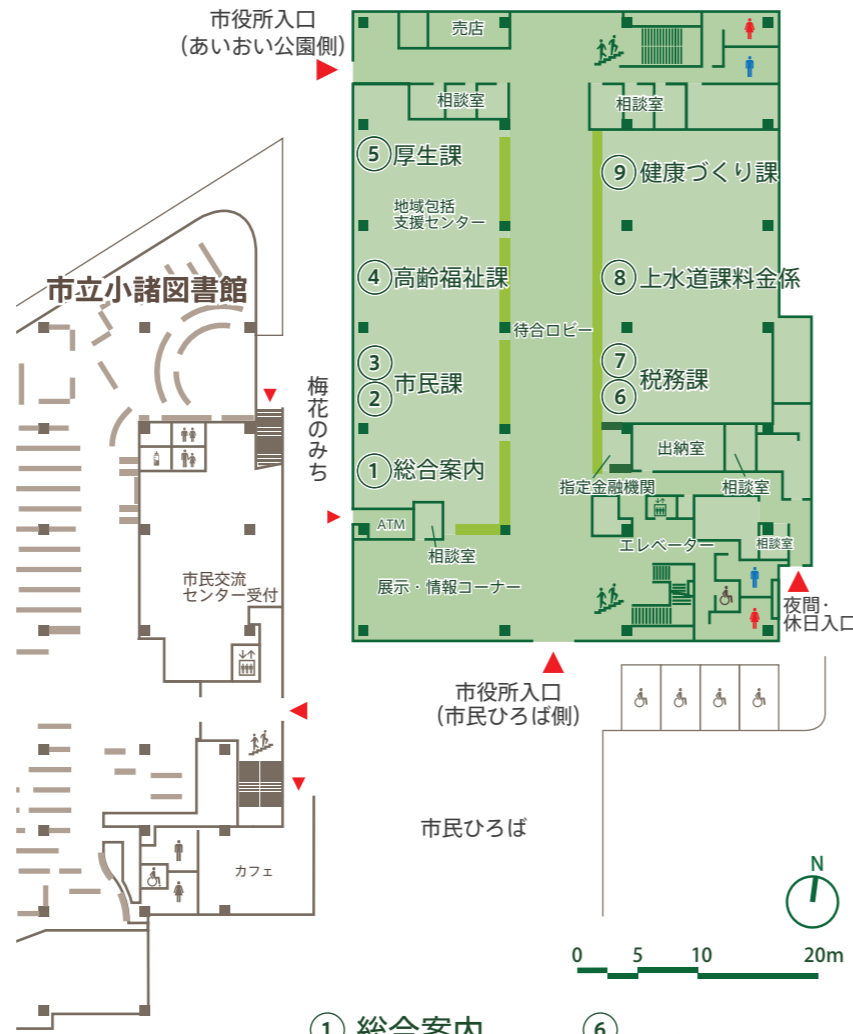 市役所入口
(あいおい公園側)
売店
相談室
相談室
⑤ 厚生課
⑨ 健康づくり課
地域包括
支援センター
市立小諸図書館
④ 高齢福祉課
⑧ 上水道課料金係
待合ロビー
③
② 市民課
⑦
⑥ 税務課
梅花のみち
① 総合案内
出納室
指定金融機関
相談室
ATM
相談室
エレベーター
相談室
展示・情報コーナー
市民交流
センター受付
夜間・
休日入口
市役所入口
(市民ひろば側)
市民ひろば
カフェ
N
0 5 10 20m
① 総合案内 ⑥